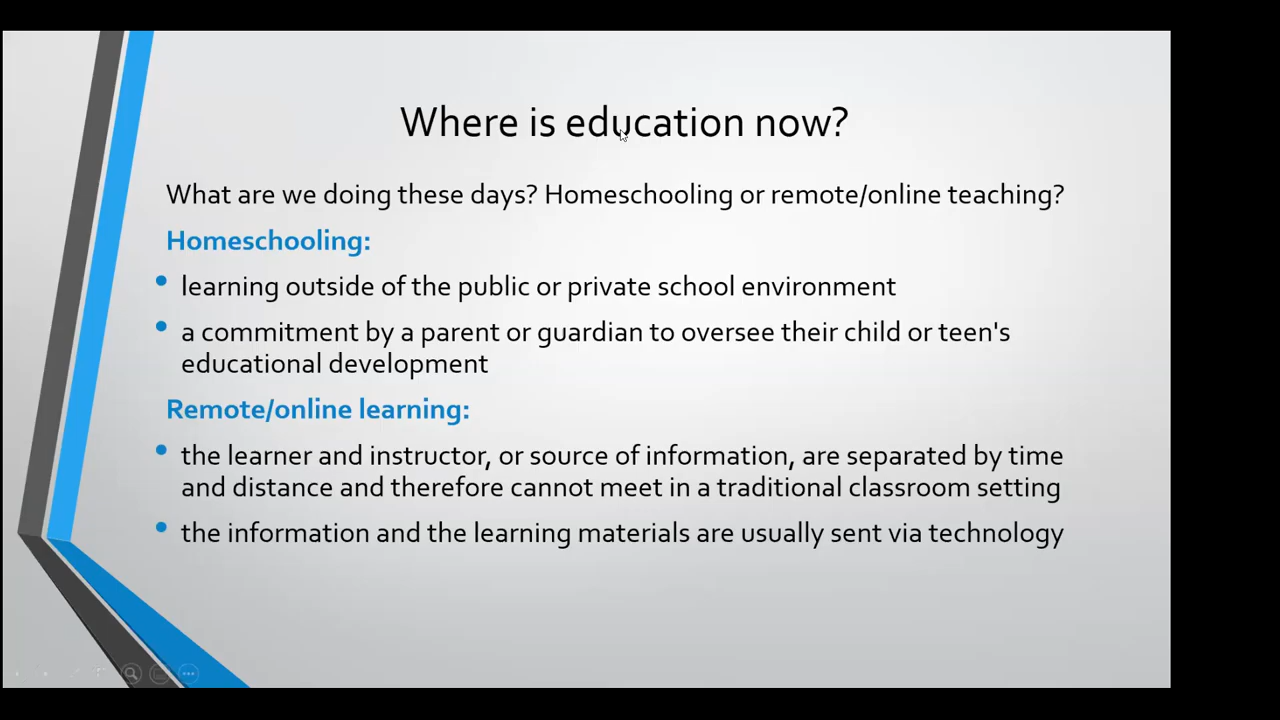 Where is education now?
What are we doing these days? Homeschooling or remote/online teaching?
Homeschooling:
learning outside of the public or private school environment
a commitment by a parent or guardian to oversee their child or teen's
educational development
Remote/online learning:
the learner and instructor, or source of information, are separated by time
and distance and therefore cannot meet in a traditional classroom setting
the information and the learning materials are usually sent via technology